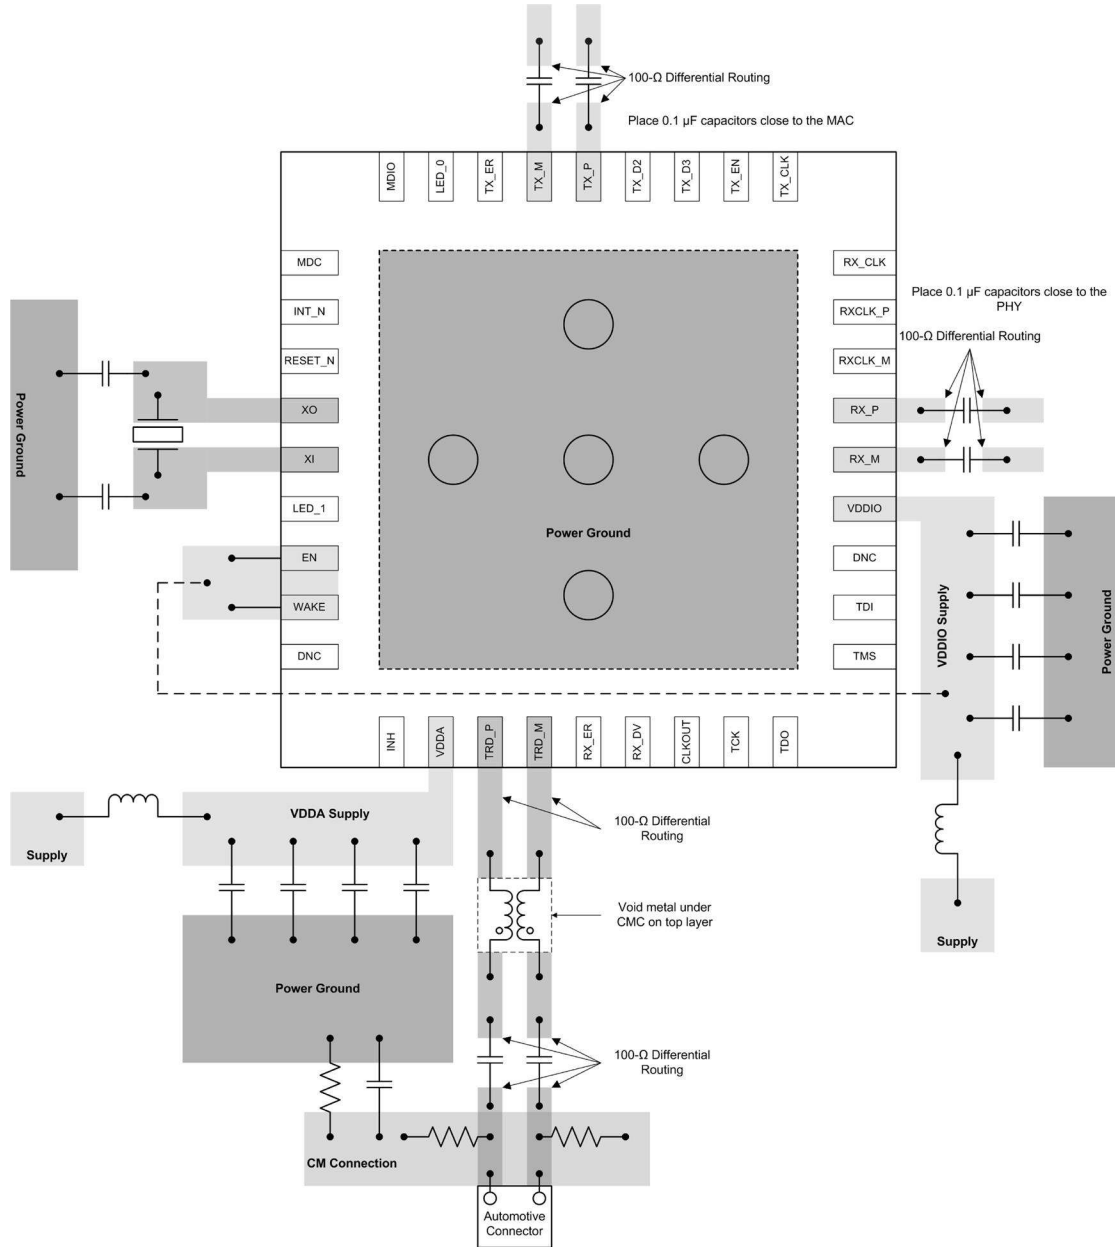 100-Ω Differential Routing
Place 0.1 µF capacitors close to the MAC
MDIO
LED_0
TX_ER
TX_M
TX_P
TX_D2
TX_D3
TX_EN
TX_CLK
MDC
INT_N
RESET_N
XO
XI
LED_1
EN
WAKE
DNC
RX_CLK
RXCLK_P
RXCLK_M
RX_P
RX_M
VDDIO
DNC
TDI
TMS
Place 0.1 µF capacitors close to the
PHY
100-Ω Differential Routing
Power Ground
Power Ground
VDDIO Supply
Power Ground
INH
VDDA
TRD_P
TRD_M
RX_ER
RX_DV
CLKOUT
TCK
TDO
VDDA Supply
Supply
100-Ω Differential
Routing
Void metal under
CMC on top layer
Supply
Power Ground
100-Ω Differential
Routing
CM Connection
Automotive
Connector